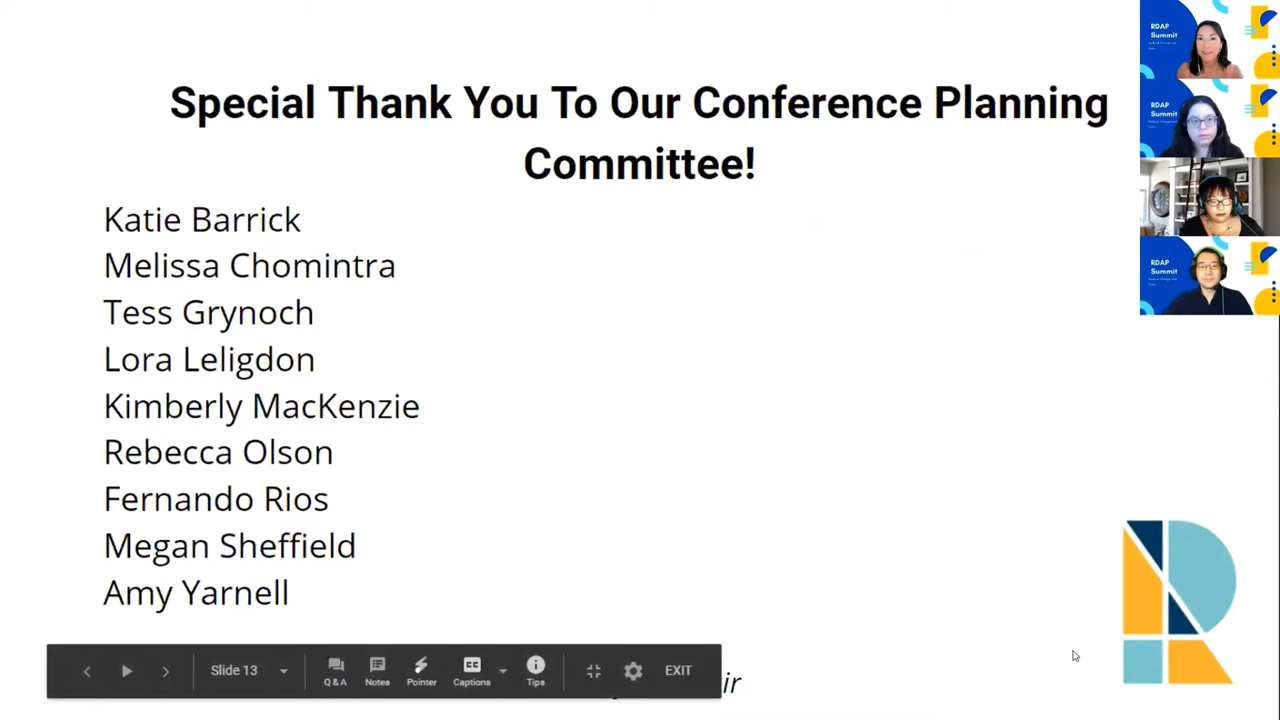 Special Thank You To Our Conference Planning
Committee!
Katie Barrick
Melissa Chomintra
Tess Grynoch
Lora Leligdon
Kimberly MacKenzie
Rebecca Olson
Fernando Rios
Megan Sheffield
Amy Yarnell
ir
Slide 13
Q & A
Notes
Pointer
CC
Captions
Tips
EXIT
RDAP
Summit
RDAP
Summit
RDAP
Summit